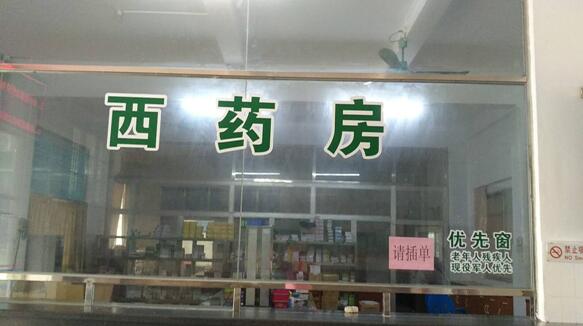 西药房
请插单
优先窗
老年人残疾人
现役军人优先
禁止吸